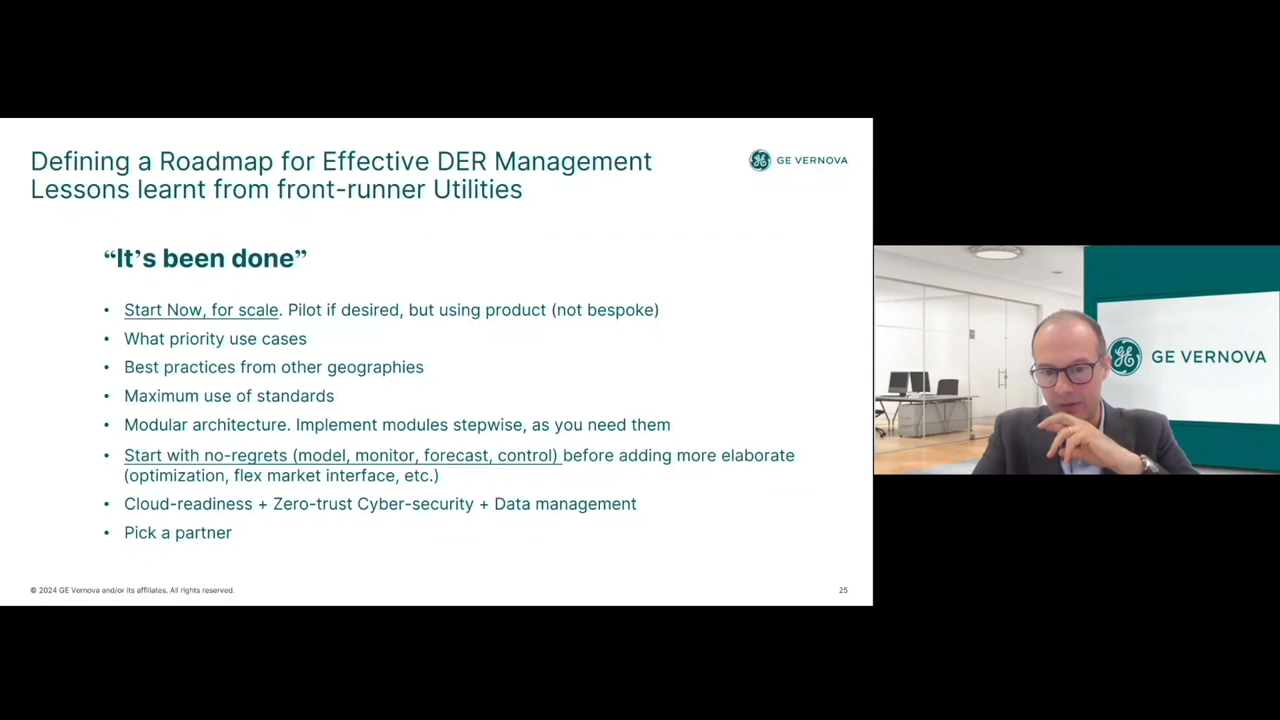 Defining a Roadmap for Effective DER Management
Lessons learnt from front-runner Utilities
GE VERNOVA
“It’s been done”
• Start Now, for scale. Pilot if desired, but using product (not bespoke)
• What priority use cases
• Best practices from other geographies
• Maximum use of standards
• Modular architecture. Implement modules stepwise, as you need them
• Start with no-regrets (model, monitor, forecast, control) before adding more elaborate
(optimization, flex market interface, etc.)
• Cloud-readiness + Zero-trust Cyber-security + Data management
• Pick a partner
© 2024 GE Vernova and/or its affiliates. All rights reserved.
25
GE VERNOVA